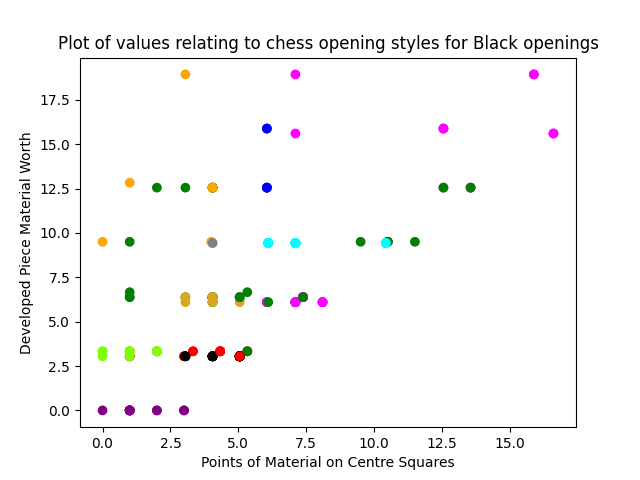 Plot of values relating to chess opening styles for Black openings
17.5
15.0
12.5
10.0
7.5
5.0
2.5
0.0
Developed Piece Material Worth
0.0 2.5 5.0 7.5 10.0 12.5 15.0
Points of Material on Centre Squares